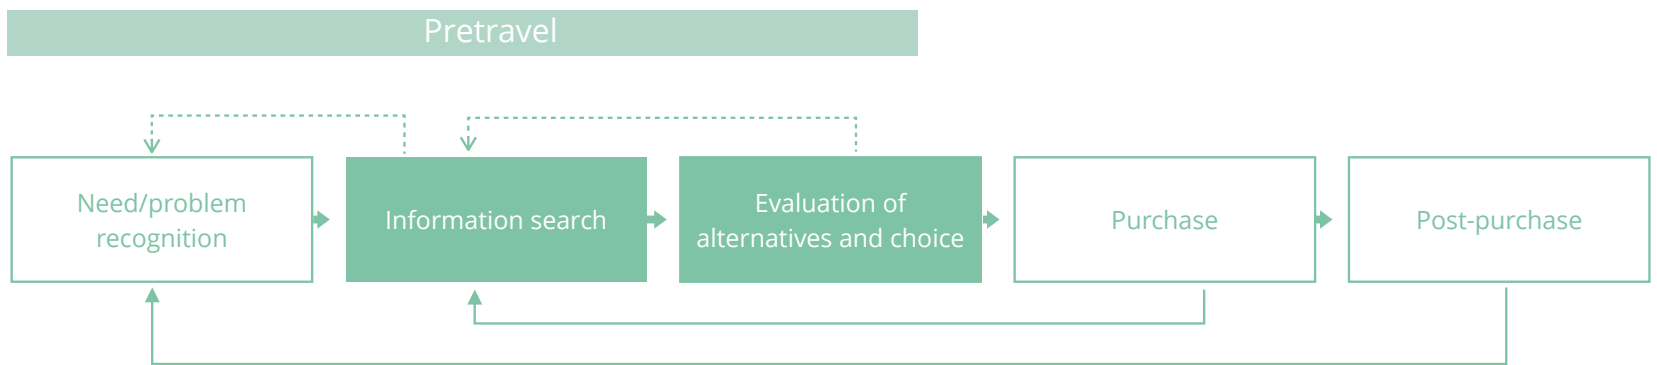 Pretravel
Need/problem
recognition
Information search
Evaluation of
alternatives and choice
Purchase
Post-purchase